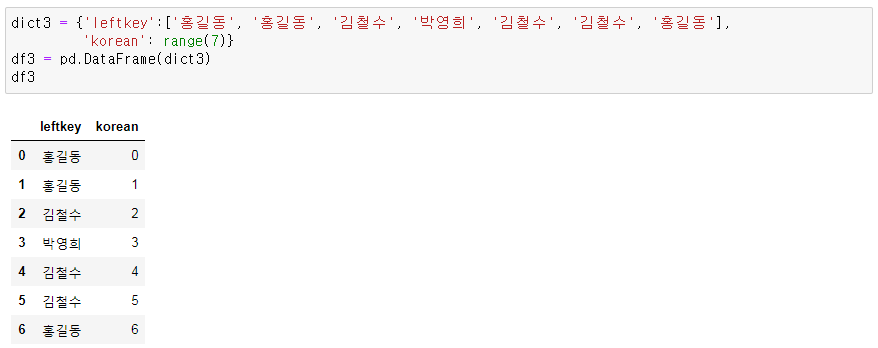 dict3 = {'leftkey':['홍길동', '홍길동', '김철수', '박영희', '김철수', '김철수', '홍길동'],
'korean': range(7)}
df3 = pd.DataFrame(dict3)
df3
leftkey korean
0 홍길동 0
1 홍길동 1
2 김철수 2
3 박영희 3
4 김철수 4
5 김철수 5
6 홍길동 6